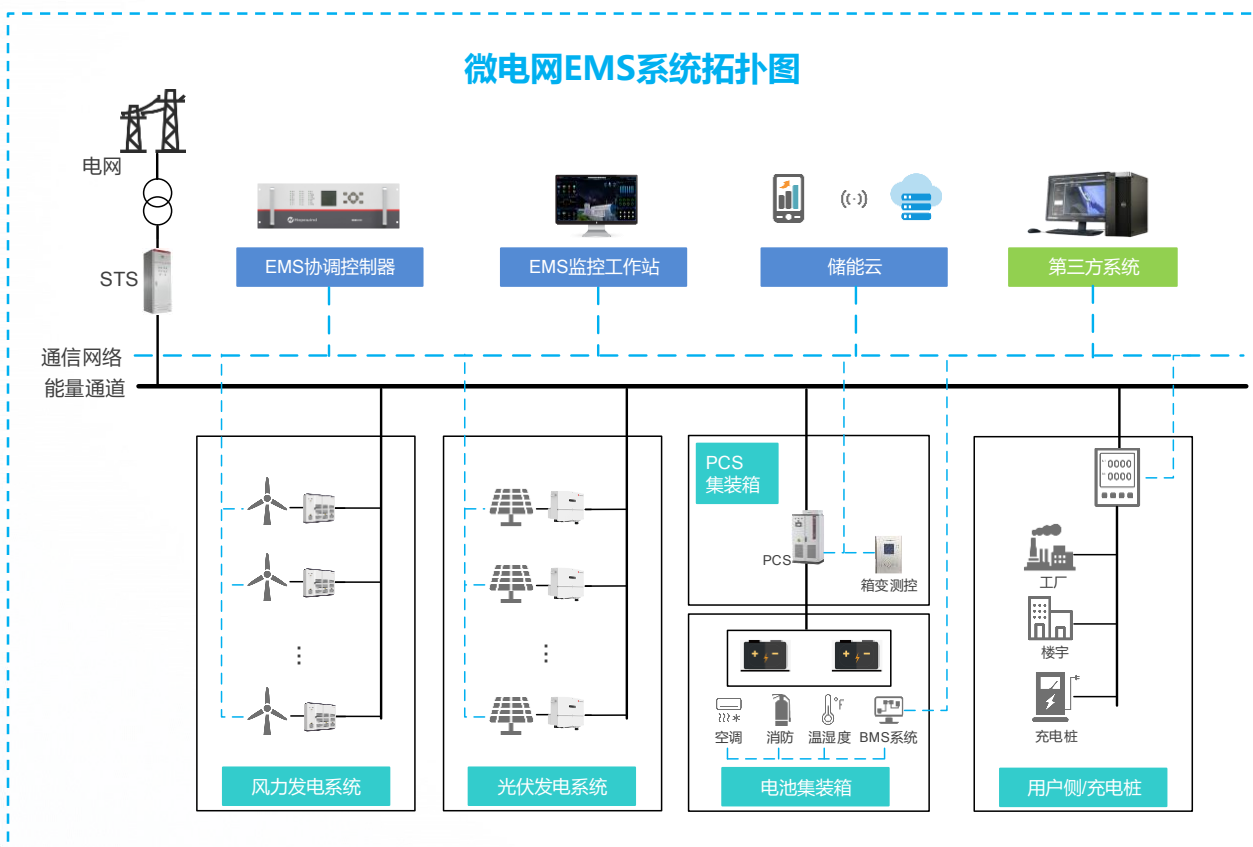 微电网EMS系统拓扑图
电网
STS
EMS协调控制器
EMS监控工作站
储能云
第三方系统
通信网络
能量通道
PCS
集装箱
PCS
箱变测控
0000
0000
工厂
楼宇
充电桩
°F
空调
消防
温湿度
BMS系统
风力发电系统
光伏发电系统
电池集装箱
用户侧/充电桩